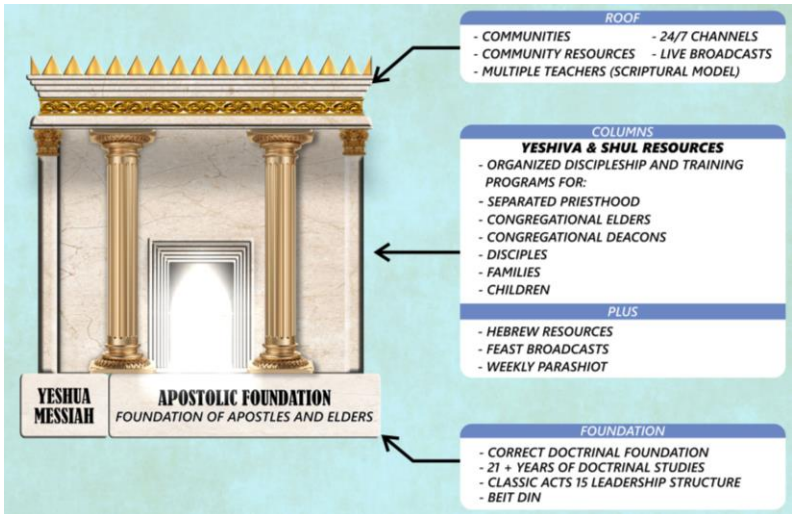 ROOF
- COMMUNITIES - 24/7 CHANNELS
- COMMUNITY RESOURCES - LIVE BROADCASTS
- MULTIPLE TEACHERS (SCRIPTURAL MODEL)
COLUMNS
YESHIVA & SHUL RESOURCES
- ORGANIZED DISCIPLESHIP AND TRAINING
PROGRAMS FOR:
- SEPARATED PRIESTHOOD
- CONGREGATIONAL ELDERS
- CONGREGATIONAL DEACONS
- DISCIPLES
- FAMILIES
- CHILDREN
PLUS
- HEBREW RESOURCES
- FEAST BROADCASTS
- WEEKLY PARASHIOT
YESHUA
MESSIAH
APOSTOLIC FOUNDATION
FOUNDATION OF APOSTLES AND ELDERS
FOUNDATION
- CORRECT DOCTRINAL FOUNDATION
- 21 + YEARS OF DOCTRINAL STUDIES
- CLASSIC ACTS 15 LEADERSHIP STRUCTURE
- BEIT DIN